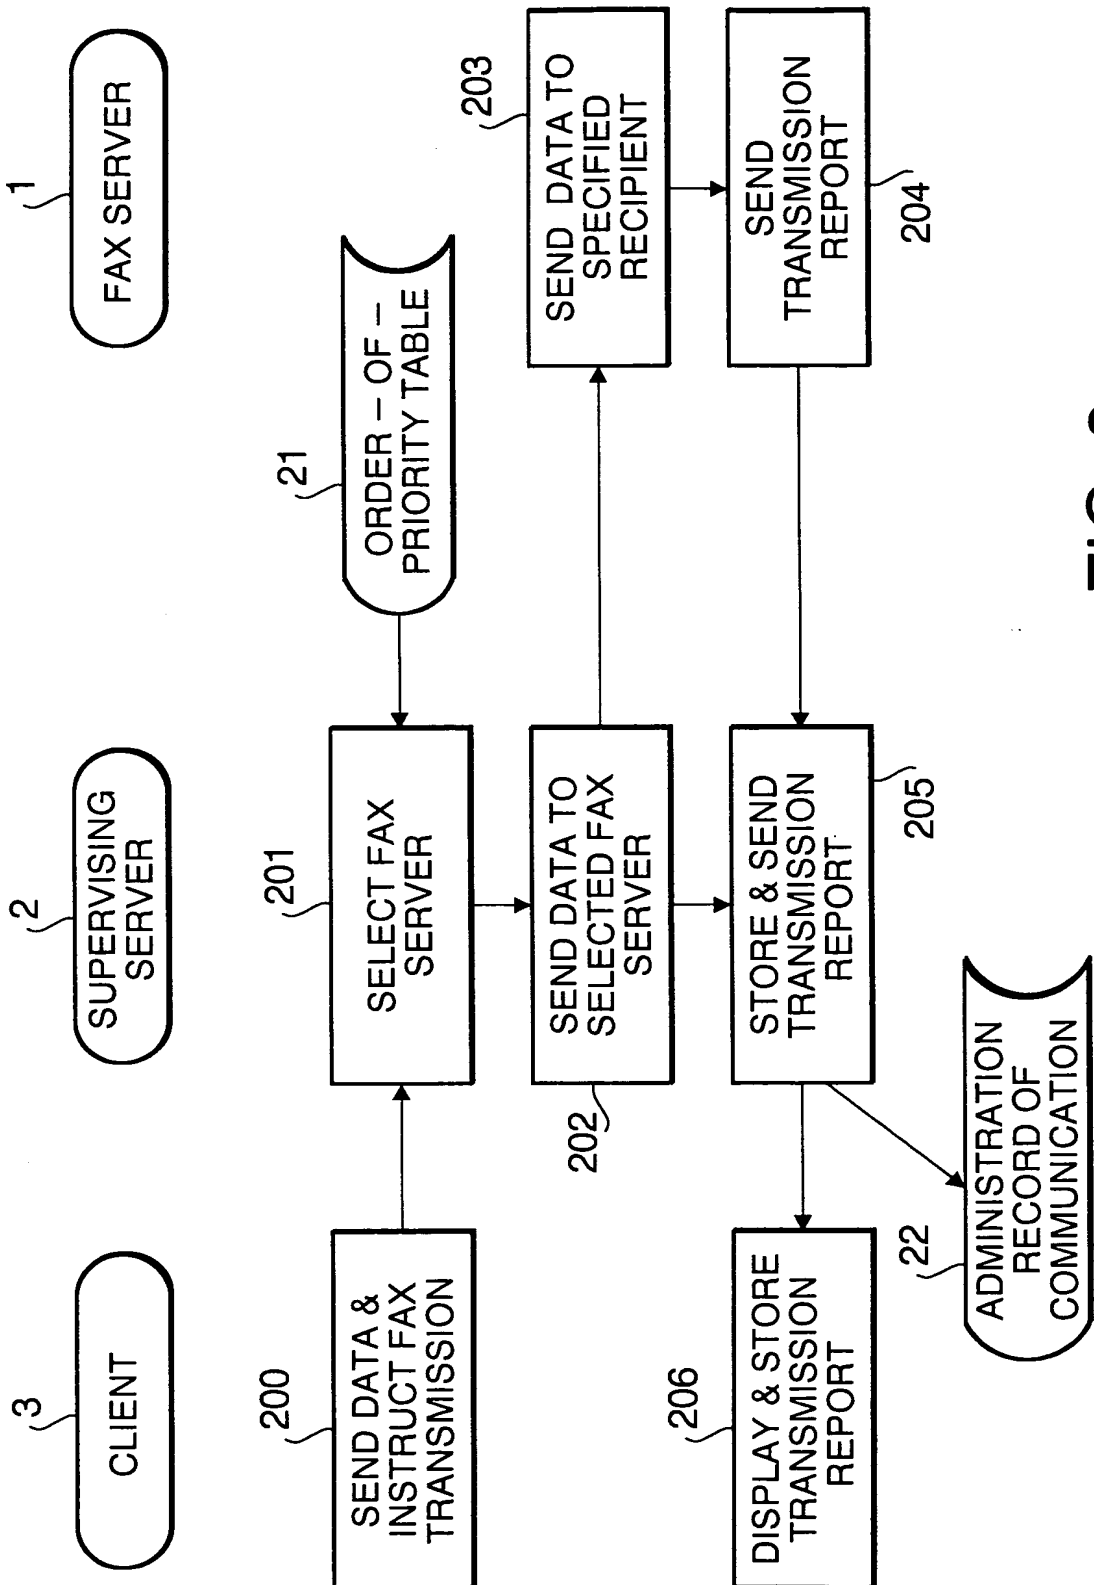 3
CLIENT
2
SUPERVISING
SERVER
1
FAX SERVER
200
SEND DATA &
INSTRUCT FAX
TRANSMISSION
201
SELECT FAX
SERVER
21
ORDER – OF –
PRIORITY TABLE
202
SEND DATA TO
SELECTED FAX
SERVER
203
SEND DATA TO
SPECIFIED
RECIPIENT
206
DISPLAY & STORE
TRANSMISSION
REPORT
STORE & SEND
TRANSMISSION
REPORT
205
SEND
TRANSMISSION
REPORT
204
22
ADMINISTRATION
RECORD OF
COMMUNICATION
FIG